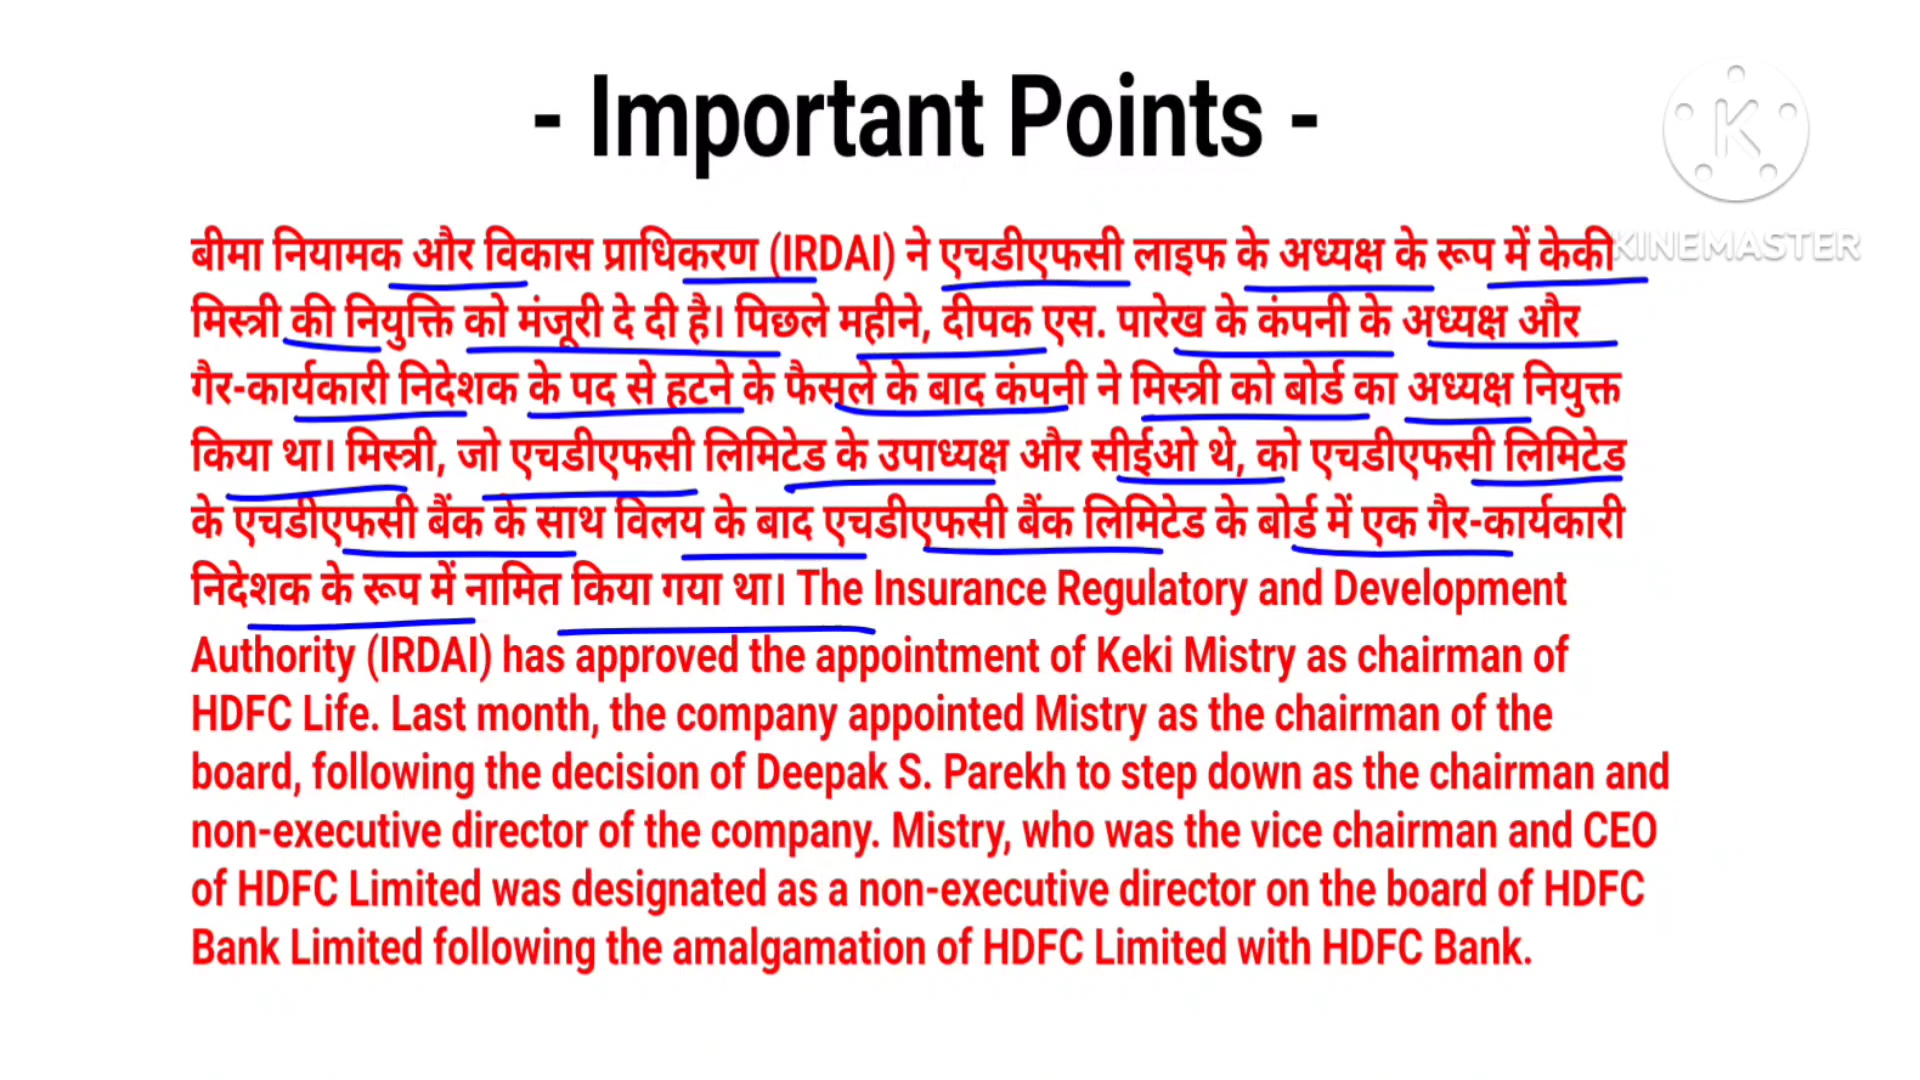 - Important Points -
K
KINEMASTER
बीमा नियामक और विकास प्राधिकरण (IRDAI) ने एचडीएफसी लाइफ के अध्यक्ष के रूप में केकी
मिस्त्री की नियुक्ति को मंजूरी दे दी है। पिछले महीने, दीपक एस. पारेख के कंपनी के अध्यक्ष और
गैर-कार्यकारी निदेशक के पद से हटने के फैसले के बाद कंपनी ने मिस्त्री को बोर्ड का अध्यक्ष नियुक्त
किया था। मिस्त्री, जो एचडीएफसी लिमिटेड के उपाध्यक्ष और सीईओ थे, को एचडीएफसी लिमिटेड
के एचडीएफसी बैंक के साथ विलय के बाद एचडीएफसी बैंक लिमिटेड के बोर्ड में एक गैर-कार्यकारी
निदेशक के रूप में नामित किया गया था। The Insurance Regulatory and Development
Authority (IRDAI) has approved the appointment of Keki Mistry as chairman of
HDFC Life. Last month, the company appointed Mistry as the chairman of the
board, following the decision of Deepak S. Parekh to step down as the chairman and
non-executive director of the company. Mistry, who was the vice chairman and CEO
of HDFC Limited was designated as a non-executive director on the board of HDFC
Bank Limited following the amalgamation of HDFC Limited with HDFC Bank.